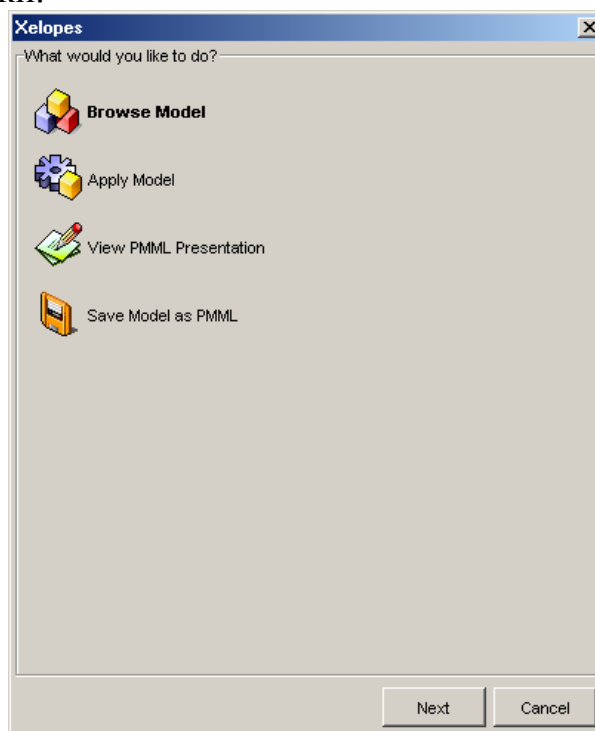 Xelopes
What would you like to do?
Browse Model
Apply Model
View PMML Presentation
Save Model as PMML
Next Cancel